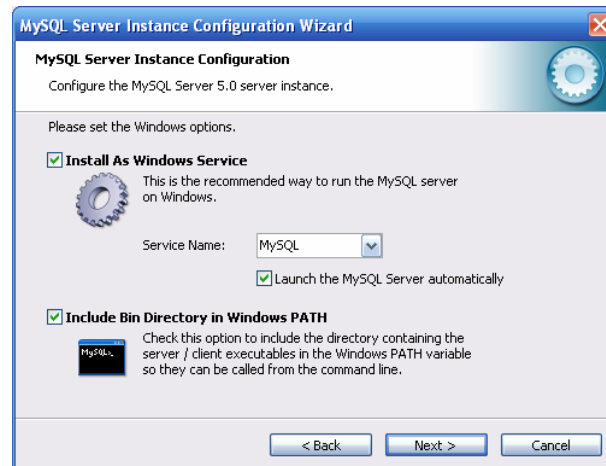 MySQL Server Instance Configuration Wizard
MySQL Server Instance Configuration
Configure the MySQL Server 5.0 server instance.
Please set the Windows options.
Install As Windows Service
This is the recommended way to run the MySQL server
on Windows.
Service Name: MySQL
Launch the MySQL Server automatically
Include Bin Directory in Windows PATH
Check this option to include the directory containing the
server / client executables in the Windows PATH variable
so they can be called from the command line.
MySQL>_
< Back Next > Cancel